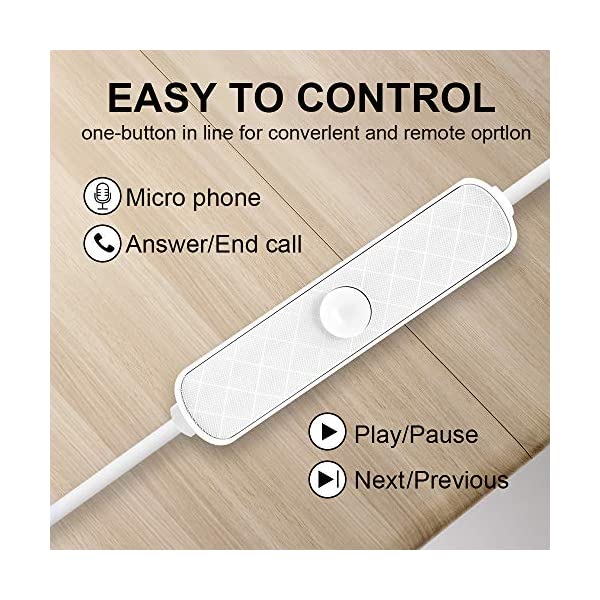 EASY TO CONTROL
one-button in line for converlent and remote oprtlon
Micro phone
Answer/End call
Play/Pause
Next/Previous